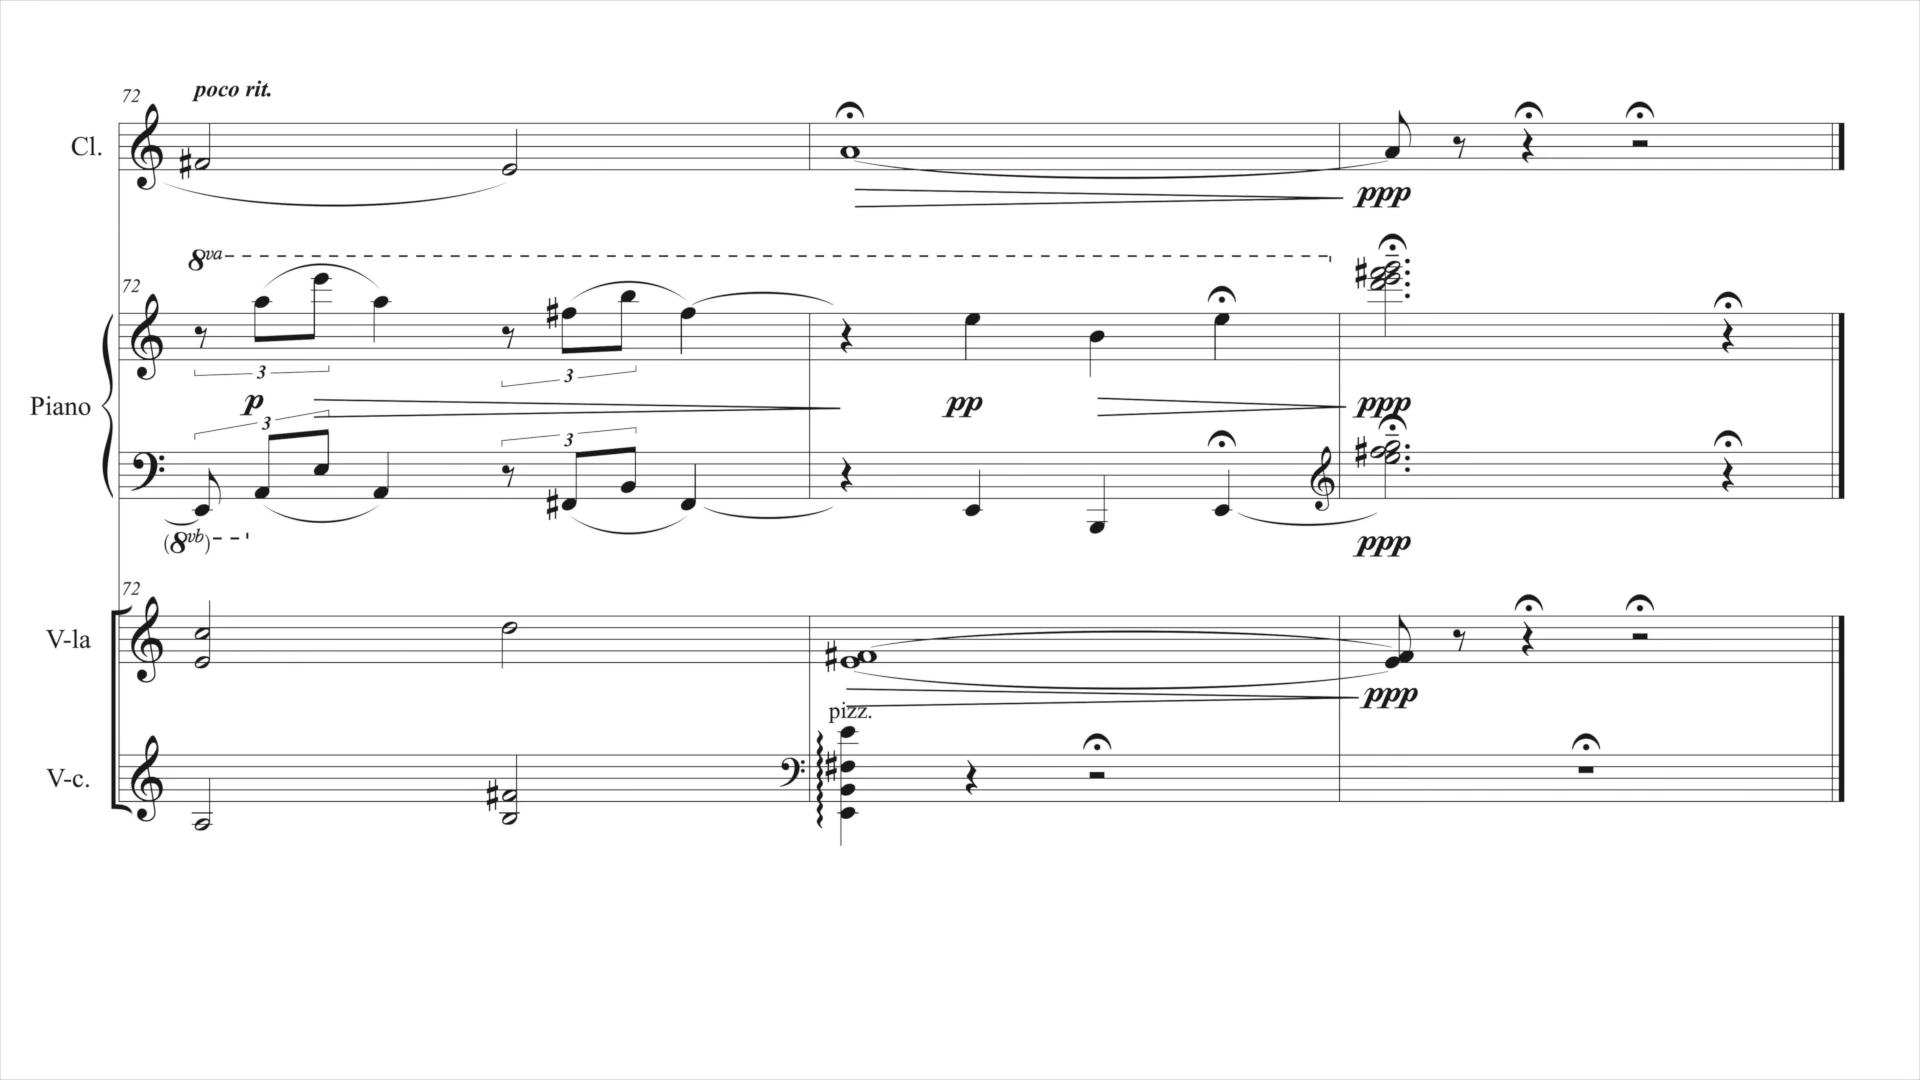 72 poco rit.
Cl.
ppp
8va
72
3 3
Piano
p pp ppp
3 3
(8vb)
ppp
72
V-la
ppp
pizz.
V-c.